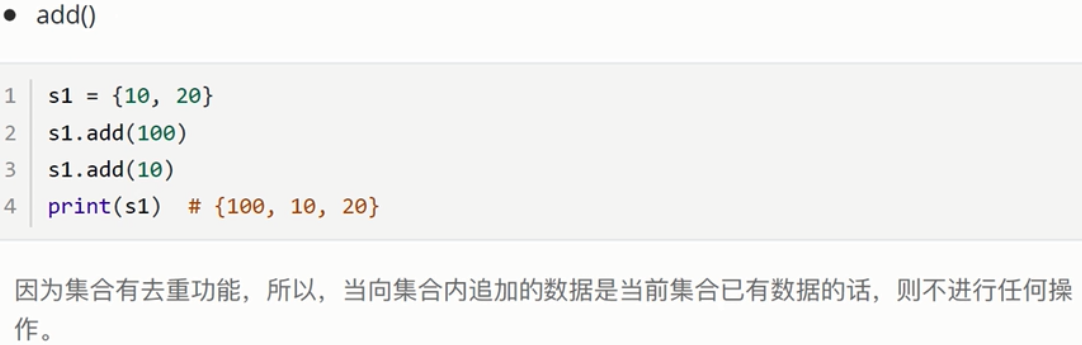 ● add()
1 s1 = {10, 20}
2 s1.add(100)
3 s1.add(10)
4 print(s1)  # {100, 10, 20}
因为集合有去重功能，所以，当向集合内追加的数据是当前集合已有数据的话，则不进行任何操
作。